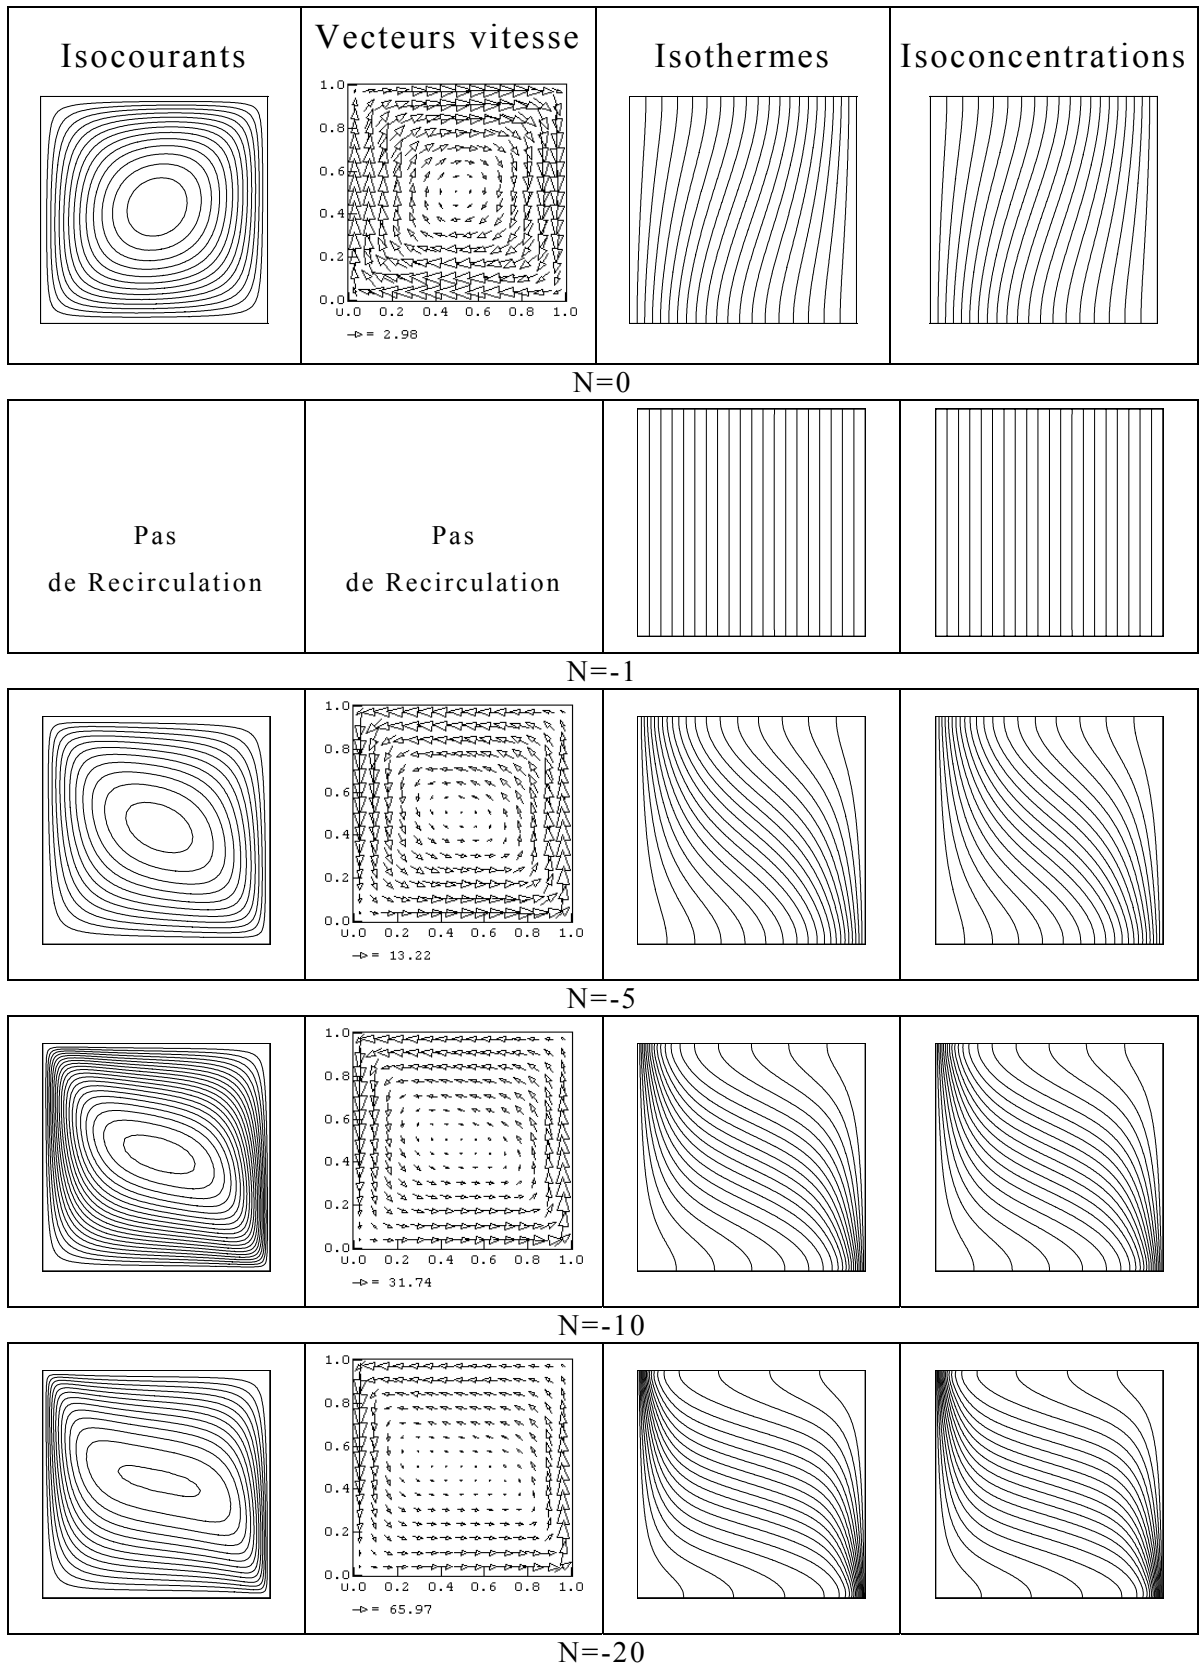 Isocourants
Vecteurs vitesse
Isothermes
Isoconcentrations
1.0
0.8
0.6
0.4
0.2
0.0
0.0 0.2 0.4 0.6 0.8 1.0
= 2.98
N=0
Pas
de Recirculation
Pas
de Recirculation
N=-1
1.0
0.8
0.6
0.4
0.2
0.0
0.0 0.2 0.4 0.6 0.8 1.0
= 13.22
N=-5
1.0
0.8
0.6
0.4
0.2
0.0
0.0 0.2 0.4 0.6 0.8 1.0
= 31.74
N=-10
1.0
0.8
0.6
0.4
0.2
0.0
0.0 0.2 0.4 0.6 0.8 1.0
= 65.97
N=-20